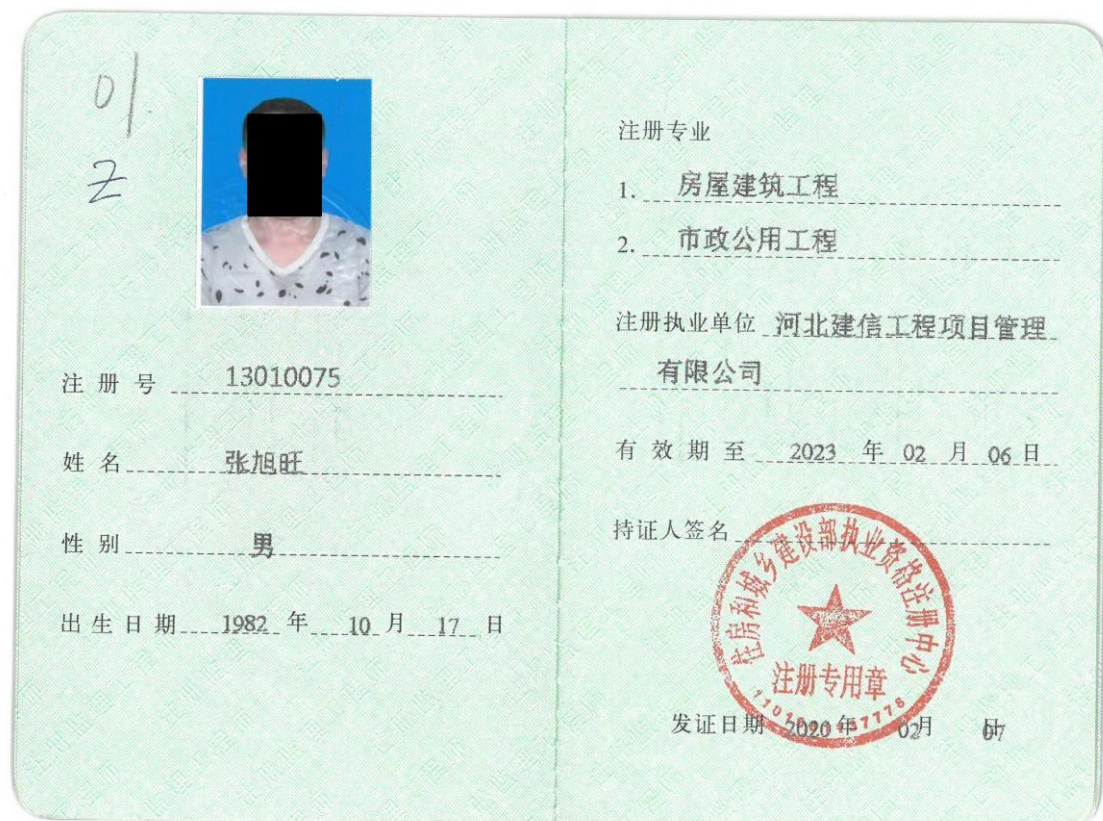 01.
Z
注册号 13010075
姓名 张旭旺
性别 男
出生日期 1982 年 10 月 17 日
注册专业
1. 房屋建筑工程
2. 市政公用工程
注册执业单位 河北建信工程项目管理
有限公司
有效期至 2023 年 02 月 06 日
持证人签名
住房和城乡建设部执业资格注册中心
注册专用章
发证日期 2020 年 02 月 07 日